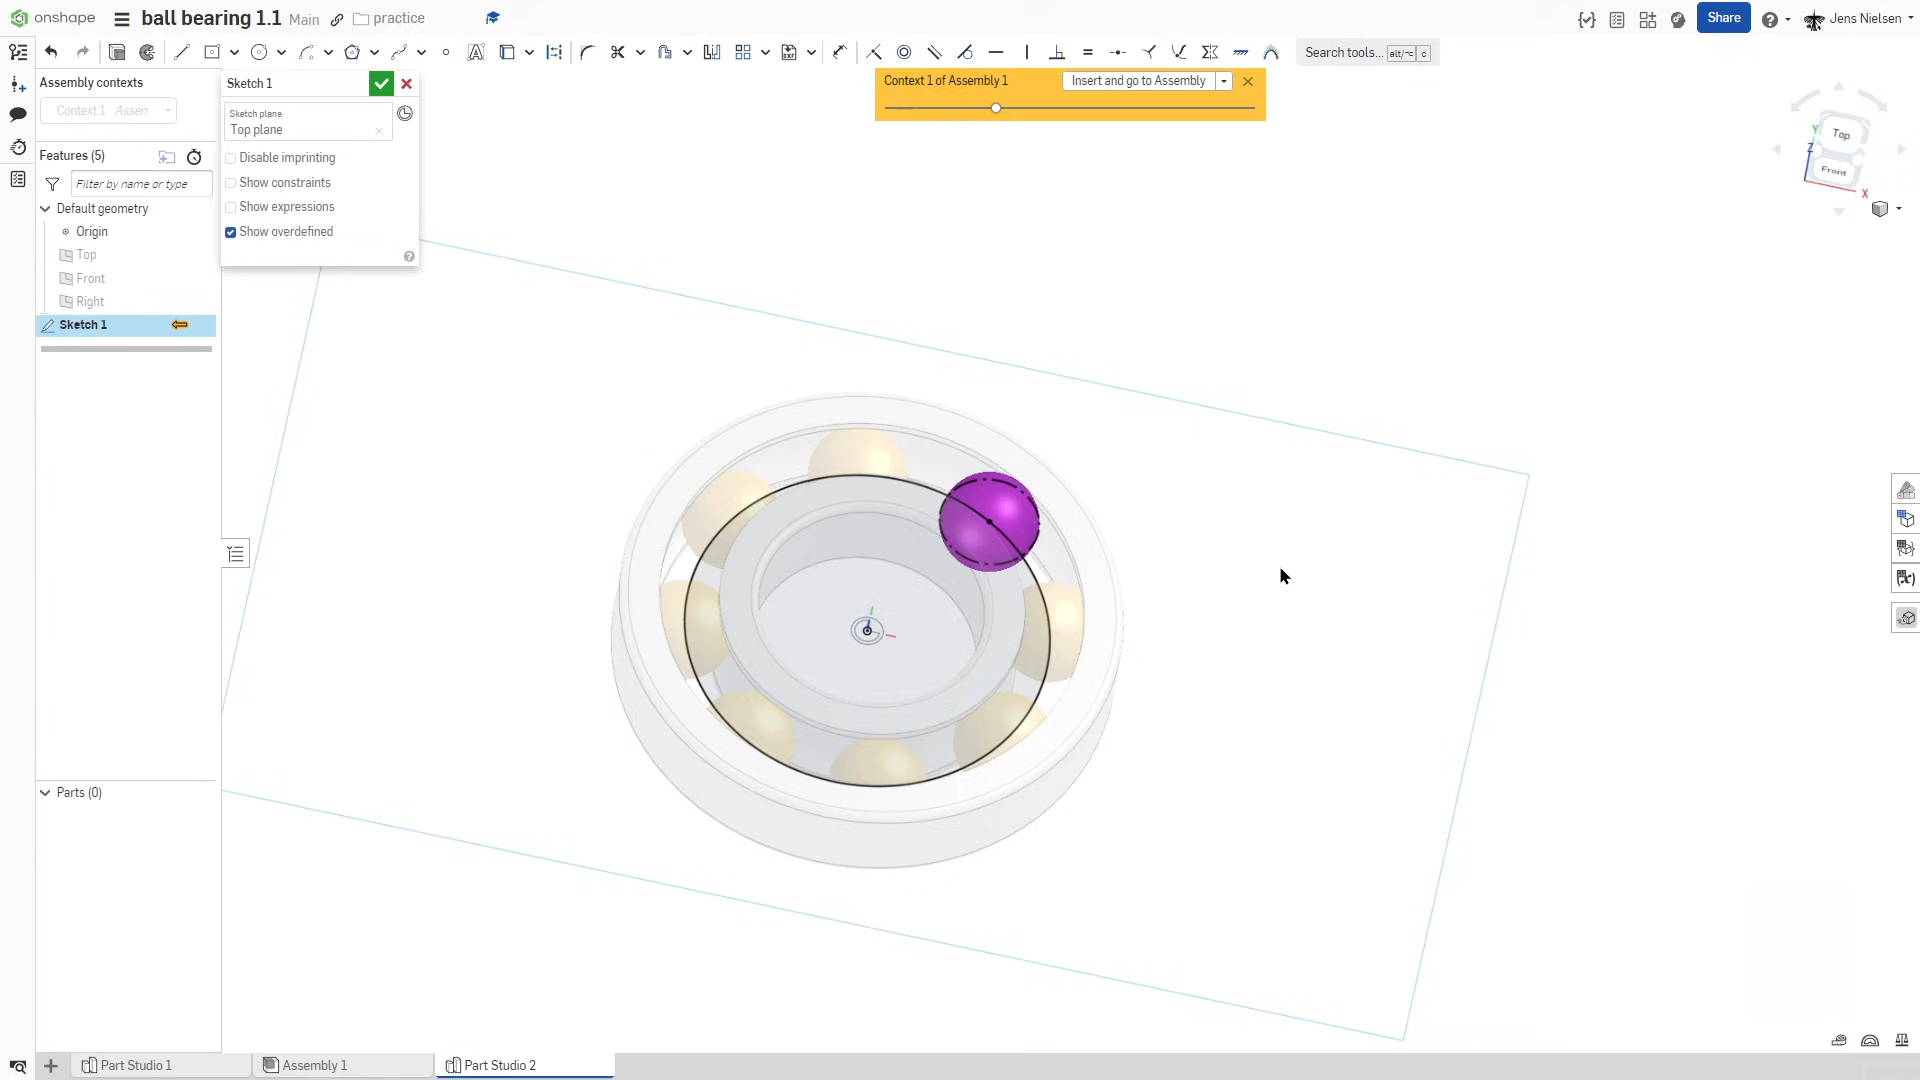 onshape ball bearing 1.1 Main practice Share Jens Nielsen
Search tools... alt/⌥ c
Assembly contexts
Context 1 Assem
Features (5)
Filter by name or type
Default geometry
Origin
Top
Front
Right
Sketch 1
Parts (0)
Sketch 1
Sketch plane
Top plane
Disable imprinting
Show constraints
Show expressions
Show overdefined
Context 1 of Assembly 1 Insert and go to Assembly
Top
Front
Y
Z
X
Part Studio 1 Assembly 1 Part Studio 2